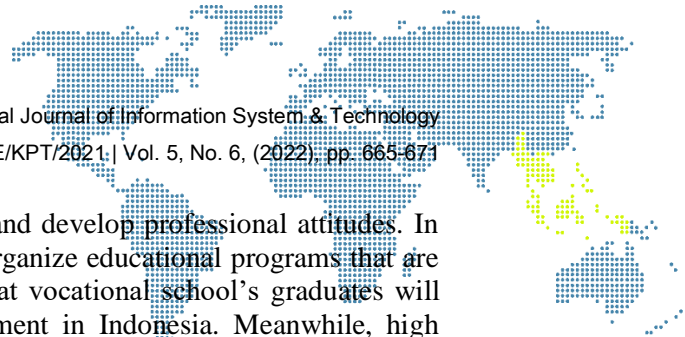 al Journal of Information System & Technology
E/KPT/2021 | Vol. 5, No. 6, (2022), pp. 665-671
and develop professional attitudes. In
rganize educational programs that are
at vocational school's graduates will
ment in Indonesia. Meanwhile, high